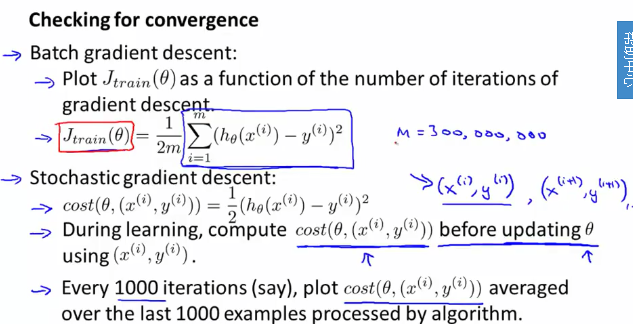 Checking for convergence
→ Batch gradient descent:
→ Plot J_train(θ) as a function of the number of iterations of
gradient descent.
→ J_train(θ) = 1/2m ∑_{i=1}^{m} (h_θ(x^(i)) − y^(i))²
M = 300,000,000
→ Stochastic gradient descent:
→ (x^(i), y^(i)) , (x^(i+1), y^(i+1))
→ cost(θ, (x^(i), y^(i))) = 1/2 (h_θ(x^(i)) − y^(i))²
→ During learning, compute cost(θ, (x^(i), y^(i))) before updating θ
using (x^(i), y^(i)).
→ Every 1000 iterations (say), plot cost(θ, (x^(i), y^(i))) averaged
over the last 1000 examples processed by algorithm.